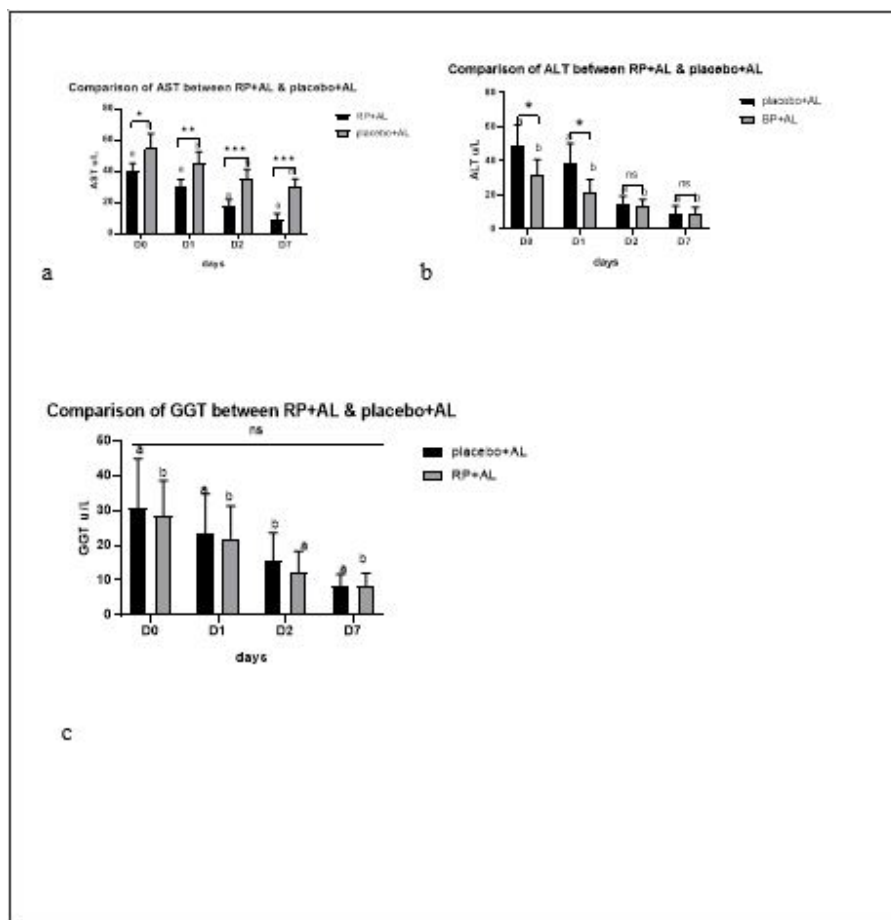 Comparison of AST between RP+AL & placebo+AL
RP+AL
placebo+AL
* ** *** ***
AST u/L
80
60
40
20
0
D0 D1 D2 D7
days
a
Comparison of ALT between RP+AL & placebo+AL
placebo+AL
RP+AL
* * ns ns
b b b b
ALT u/L
80
60
40
20
0
D0 D1 D2 D7
days
b
Comparison of GGT between RP+AL & placebo+AL
ns
placebo+AL
RP+AL
a b a b b a a b
GGT u/L
50
40
30
20
10
0
D0 D1 D2 D7
days
c